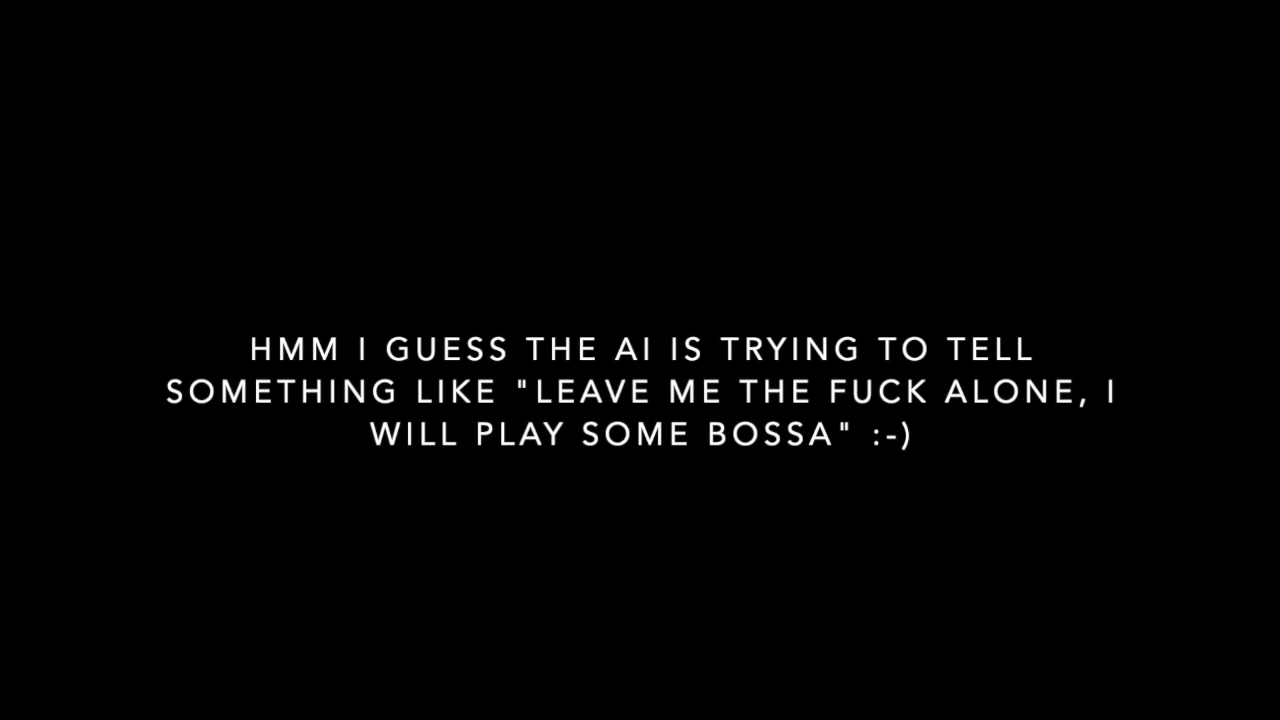 HMM I GUESS THE AI IS TRYING TO TELL
SOMETHING LIKE "LEAVE ME THE FUCK ALONE, I
WILL PLAY SOME BOSSA" :-)